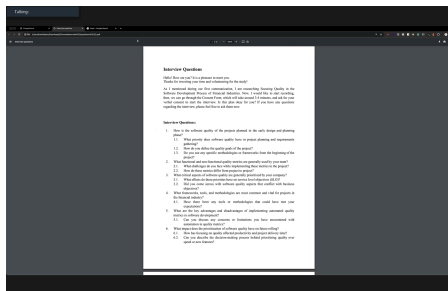 Interview Questions
Hello! How are you? It is a pleasure to meet you.
Thanks for investing your time and volunteering for the study!
As I mentioned during our first communication, I am researching Ensuring Quality in the
Software Development Process of Financial Industries. Now, I would like to start recording,
then, we can go through the Consent Form, which will take around 3-4 minutes, and ask for your
verbal consent to start the interview. Is this plan okay for you? If you have any questions
regarding the interview, please feel free to ask them now.
Interview Questions:
1. How is the software quality of the projects planned in the early design and planning
phase?
1.1. What priority does software quality have in project planning and requirements
gathering?
1.2. How do you define the quality goals of the project?
1.3. Do you use any specific methodologies or frameworks from the beginning of the
project?
2. What functional and non-functional quality metrics are generally used by your team?
2.1. What challenges do you face while implementing these metrics in the project?
2.2. How do these metrics differ from project to project?
3. What critical aspects of software quality are generally prioritized by your company?
3.1. What effects do these priorities have on service level objectives (SLO)?
3.2. Did you come across with software quality aspects that conflict with business
objectives?
4. What frameworks, tools, and methodologies are most common and vital for projects in
the financial industry?
4.1. Have there been any tools or methodologies that could have met your
expectations?
5. What are the key advantages and disadvantages of implementing automated quality
metrics in software development?
5.1. Can you discuss any concerns or limitations you have encountered with
automation in quality metrics?
6. What impact does the prioritization of software quality have on
6.1. How has focusing on quality affected productivity and project delivery time?
6.2. Can you describe the decision-making process behind prioritizing quality over
speed or new features?